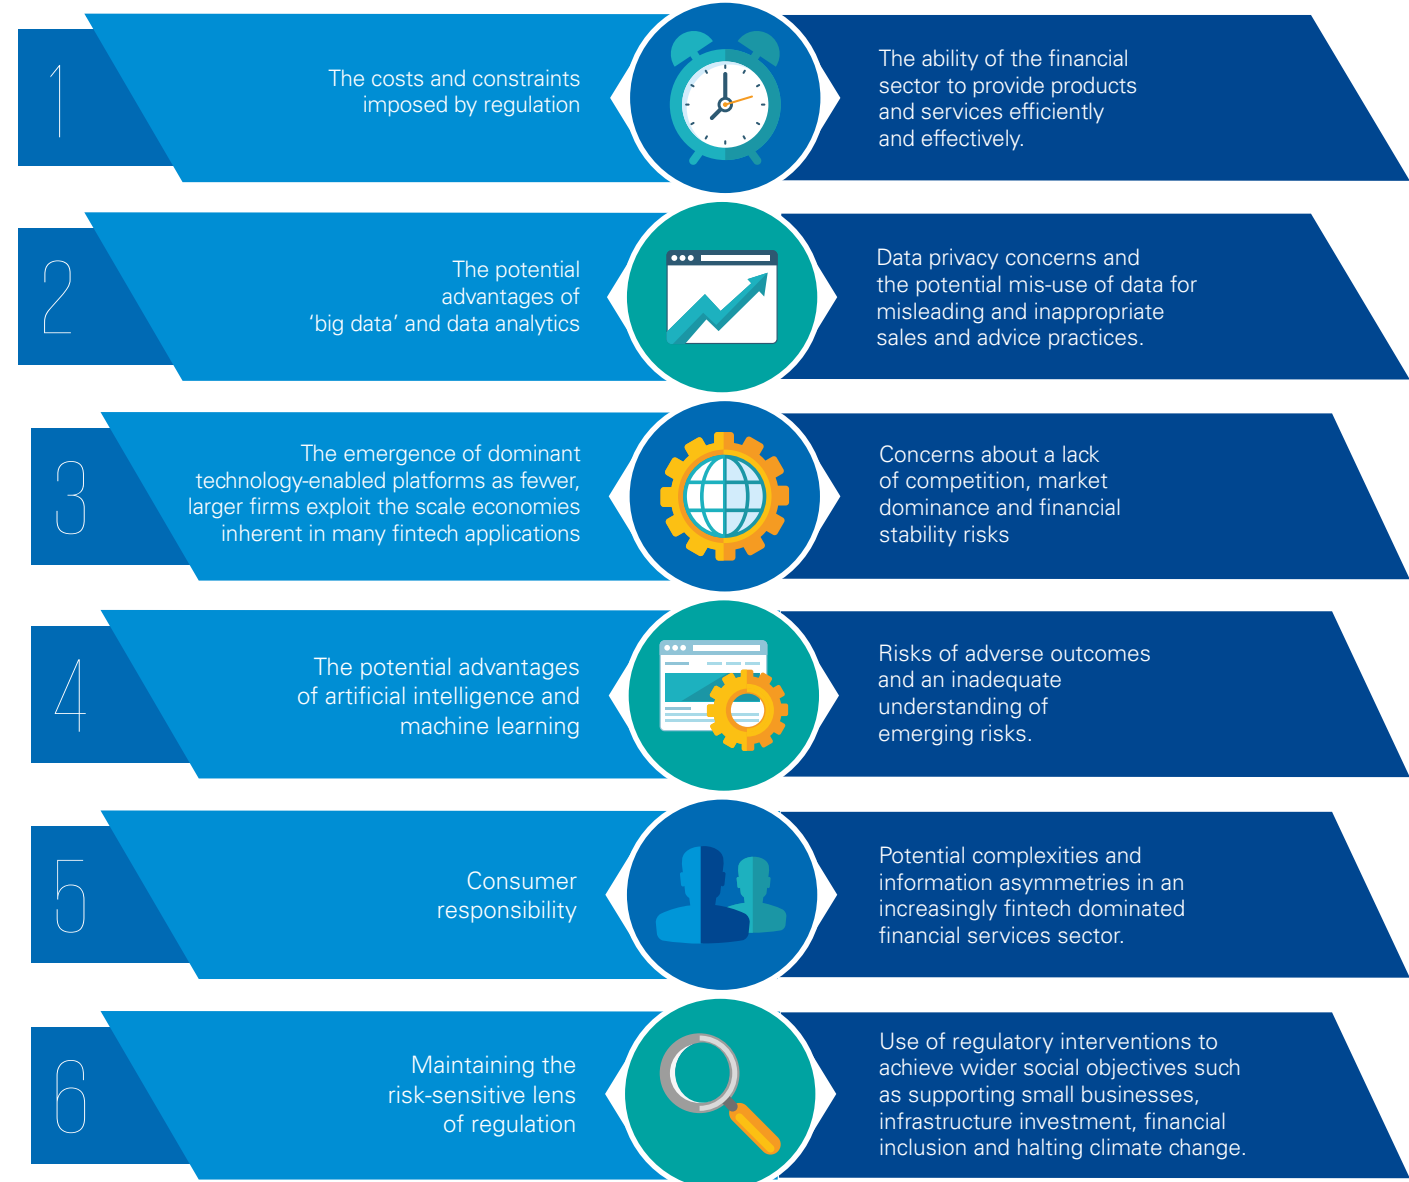 1
The costs and constraints
imposed by regulation
The ability of the financial
sector to provide products
and services efficiently
and effectively.
2
The potential
advantages of
‘big data’ and data analytics
Data privacy concerns and
the potential mis-use of data for
misleading and inappropriate
sales and advice practices.
3
The emergence of dominant
technology-enabled platforms as fewer,
larger firms exploit the scale economies
inherent in many fintech applications
Concerns about a lack
of competition, market
dominance and financial
stability risks
4
The potential advantages
of artificial intelligence and
machine learning
Risks of adverse outcomes
and an inadequate
understanding of
emerging risks.
5
Consumer
responsibility
Potential complexities and
information asymmetries in an
increasingly fintech dominated
financial services sector.
6
Maintaining the
risk-sensitive lens
of regulation
Use of regulatory interventions to
achieve wider social objectives such
as supporting small businesses,
infrastructure investment, financial
inclusion and halting climate change.